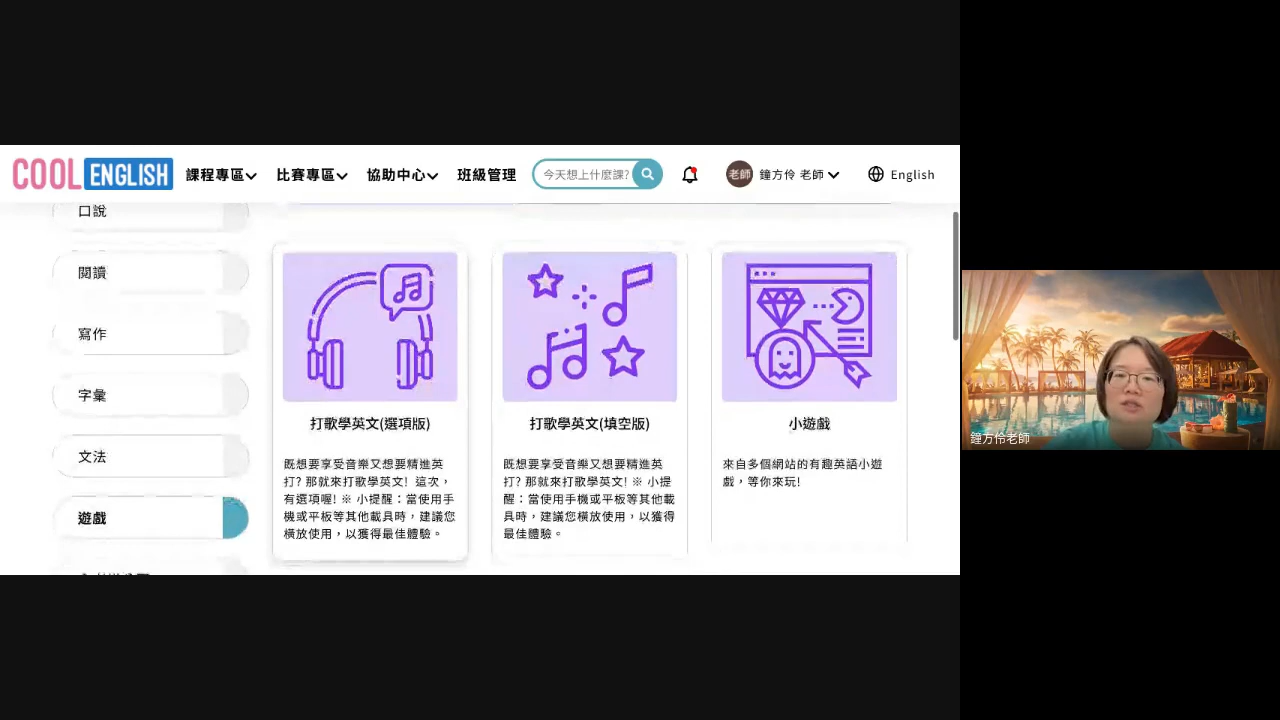 COOL ENGLISH 課程專區 比賽專區 協助中心 班級管理 今天想上什麼課? 老師 鐘方伶 老師 English
口說
閱讀
寫作
字彙
文法
遊戲
打歌學英文(選項版)
既想要享受音樂又想要精進英
打? 那就來打歌學英文! 這次,
有選項喔! ※ 小提醒:當使用手
機或平板等其他載具時,建議您
橫放使用,以獲得最佳體驗。
打歌學英文(填空版)
既想要享受音樂又想要精進英
打? 那就來打歌學英文! ※ 小提
醒:當使用手機或平板等其他載
具時,建議您橫放使用,以獲得
最佳體驗。
小遊戲
來自多個網站的有趣英語小遊
戲,等你來玩!
鐘方伶老師